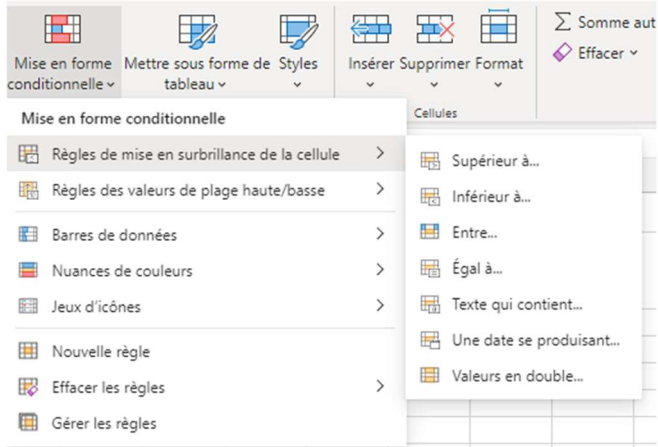 Mise en forme conditionnelle
Mettre sous forme de tableau
Styles
Insérer
Supprimer
Format
Somme aut
Effacer
Cellules
Mise en forme conditionnelle
Règles de mise en surbrillance de la cellule
Règles des valeurs de plage haute/basse
Barres de données
Nuances de couleurs
Jeux d'icônes
Nouvelle règle
Effacer les règles
Gérer les règles
Supérieur à...
Inférieur à...
Entre...
Égal à...
Texte qui contient...
Une date se produisant...
Valeurs en double...